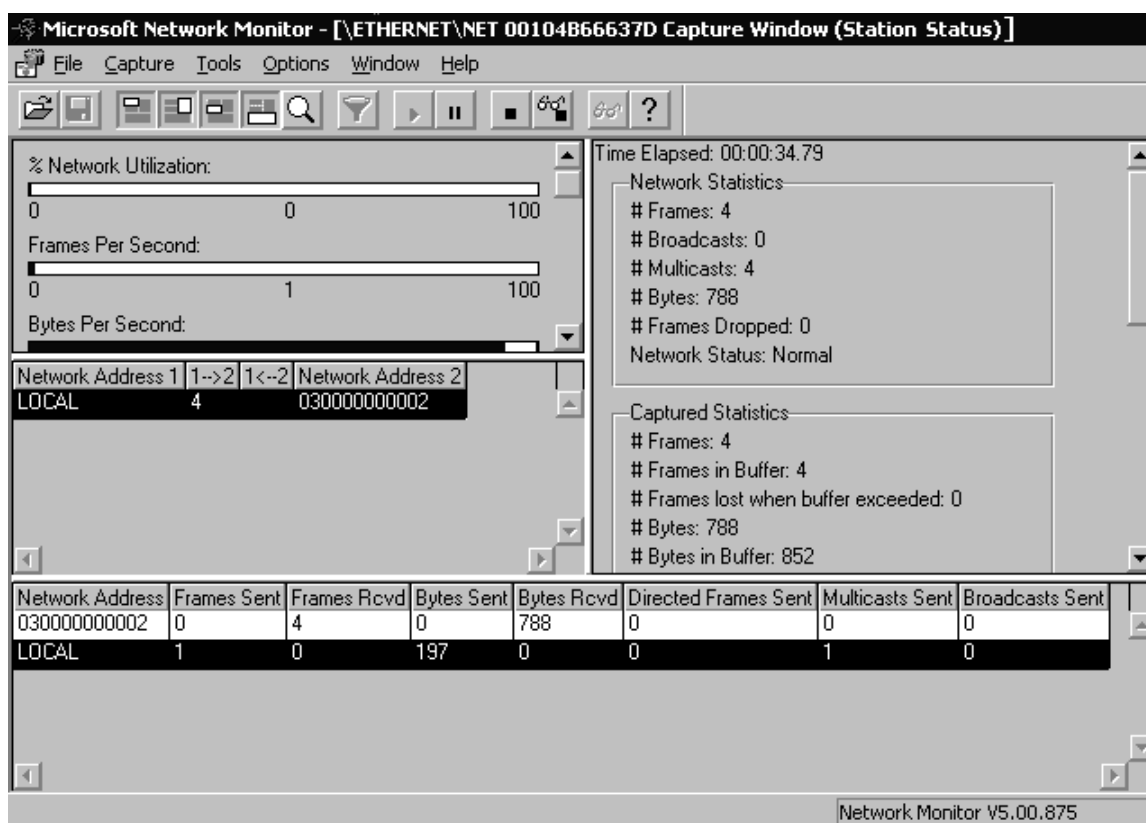 Microsoft Network Monitor - [\ETHERNET\NET 00104B66637D Capture Window (Station Status)]
File Capture Tools Options Window Help
% Network Utilization:
0 0 100
Frames Per Second:
0 1 100
Bytes Per Second:
Time Elapsed: 00:00:34.79
Network Statistics
# Frames: 4
# Broadcasts: 0
# Multicasts: 4
# Bytes: 788
# Frames Dropped: 0
Network Status: Normal
Network Address 1 1-->2 1<--2 Network Address 2
LOCAL 4 030000000002
Captured Statistics
# Frames: 4
# Frames in Buffer: 4
# Frames lost when buffer exceeded: 0
# Bytes: 788
# Bytes in Buffer: 852
Network Address Frames Sent Frames Rcvd Bytes Sent Bytes Rcvd Directed Frames Sent Multicasts Sent Broadcasts Sent
030000000002 0 4 0 788 0 0 0
LOCAL 1 0 197 0 0 1 0
Network Monitor V5.00.875